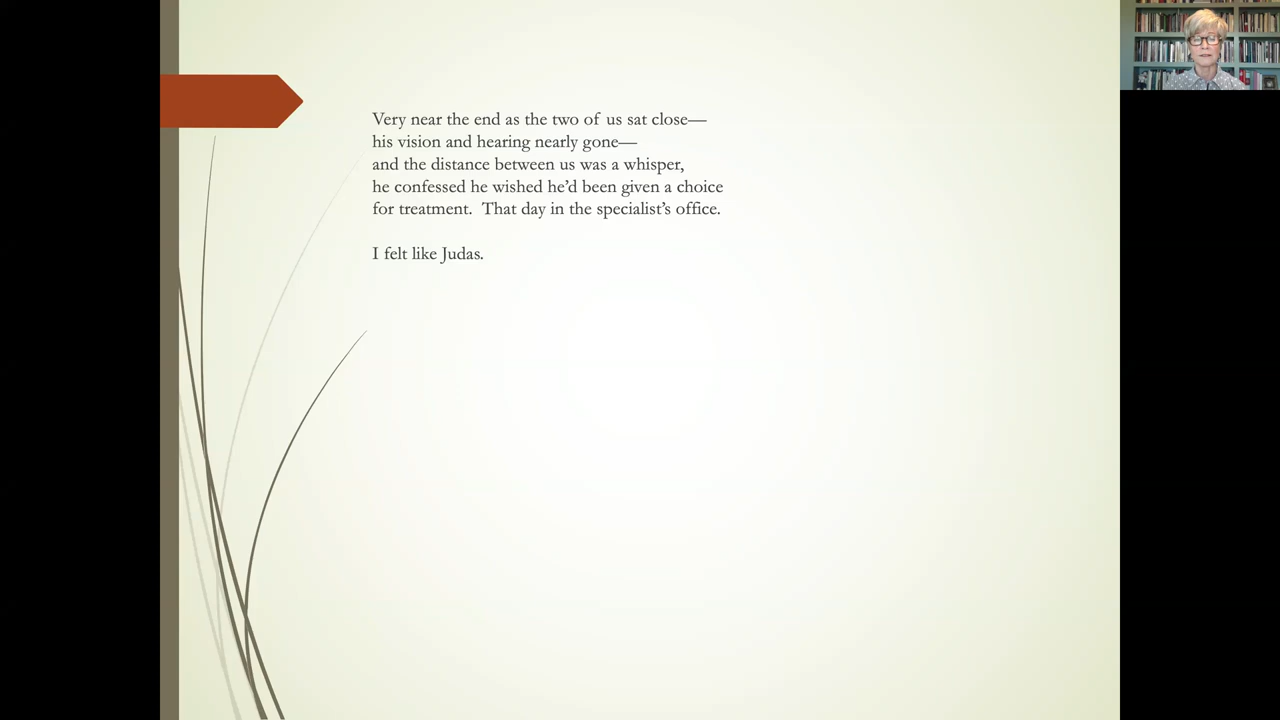 Very near the end as the two of us sat close—
his vision and hearing nearly gone—
and the distance between us was a whisper,
he confessed he wished he’d been given a choice
for treatment.  That day in the specialist’s office.
I felt like Judas.